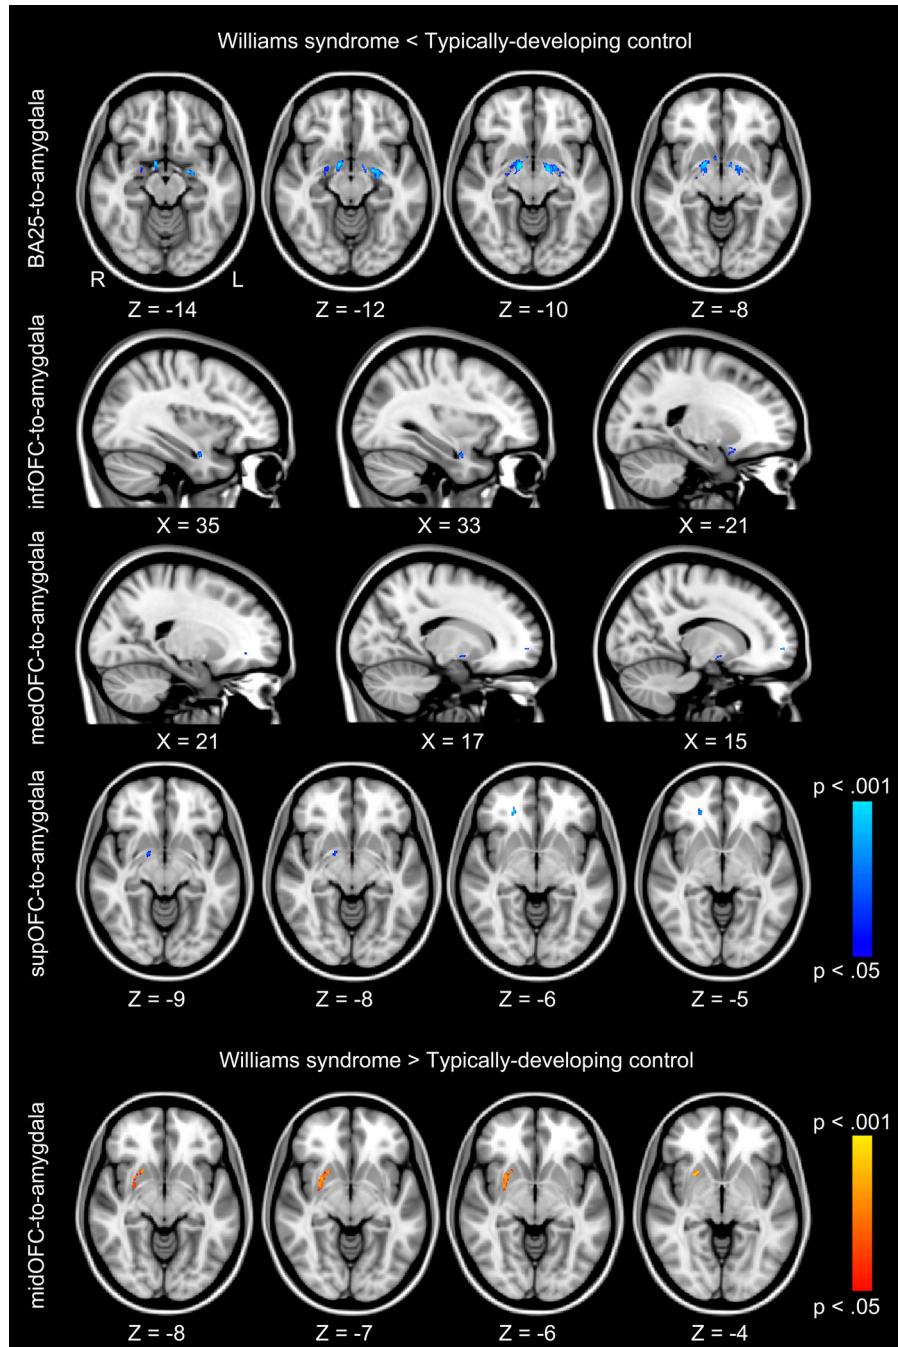 Williams syndrome < Typically-developing control
BA25-to-amygdala
R L
Z = -14 Z = -12 Z = -10 Z = -8
infOFC-to-amygdala
X = 35 X = 33 X = -21
medOFC-to-amygdala
X = 21 X = 17 X = 15
supOFC-to-amygdala
p < .001
p < .05
Z = -9 Z = -8 Z = -6 Z = -5
Williams syndrome > Typically-developing control
midOFC-to-amygdala
p < .001
p < .05
Z = -8 Z = -7 Z = -6 Z = -4